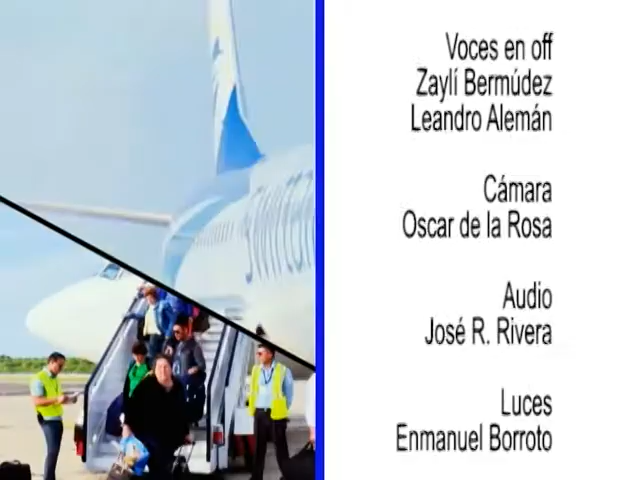 Voces en off
Zaylí Bermúdez
Leandro Alemán
Cámara
Oscar de la Rosa
Audio
José R. Rivera
Luces
Enmanuel Borroto